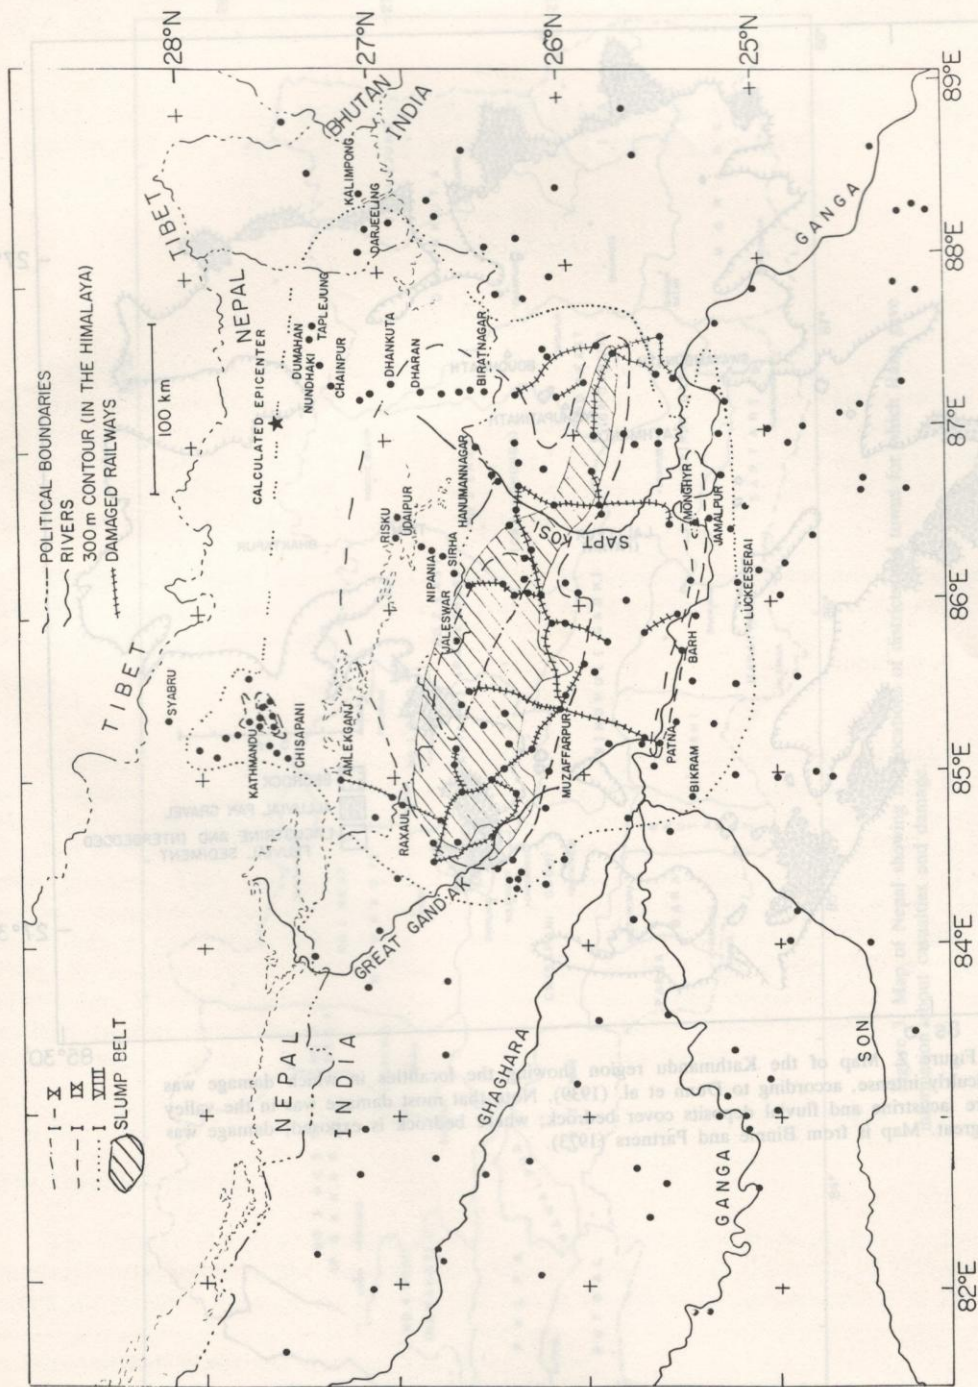 I - X
I IX
I VIII
SLUMP BELT
POLITICAL BOUNDARIES
RIVERS
300 m CONTOUR (IN THE HIMALAYA)
DAMAGED RAILWAYS
100 km
28°N
27°N
26°N
25°N
82°E
84°E
85°E
86°E
87°E
88°E
89°E
TIBET
TIBET
NEPAL
BHUTAN
INDIA
NEPAL
INDIA
SYABRU
KATHMANDU
CHISAPANI
AMLEKGANJ
RAXAUL
GREAT GANDAK
CALCULATED EPICENTER
DUMAHAN
NUNDHAKI
TAPLEJUNG
CHAINPUR
KALIMPONG
DARJEELING
DHANKUTA
DHARAN
BIRATNAGAR
RISKU
UDAIPUR
HANUMANNAGAR
NIPANIA
SIRHA
JALESWAR
SAPT KOSI
MUZAFFARPUR
MONGHYR
JAMALPUR
LUCKEESERAI
BARH
PATNA
BIKRAM
GHAGHARA
GANGA
GANGA
SON